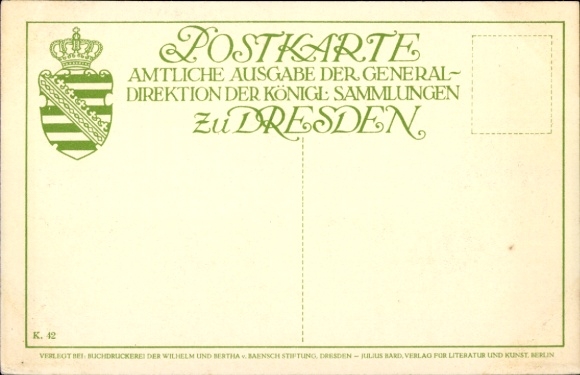 POSTKARTE
AMTLICHE AUSGABE DER GENERAL-
DIREKTION DER KÖNIGL: SAMMLUNGEN
ZU DRESDEN
K. 42
VERLEGT BEI: BUCHDRUCKEREI DER WILHELM UND BERTHA v. BAENSCH STIFTUNG, DRESDEN – JULIUS BARD, VERLAG FÜR LITERATUR UND KUNST, BERLIN